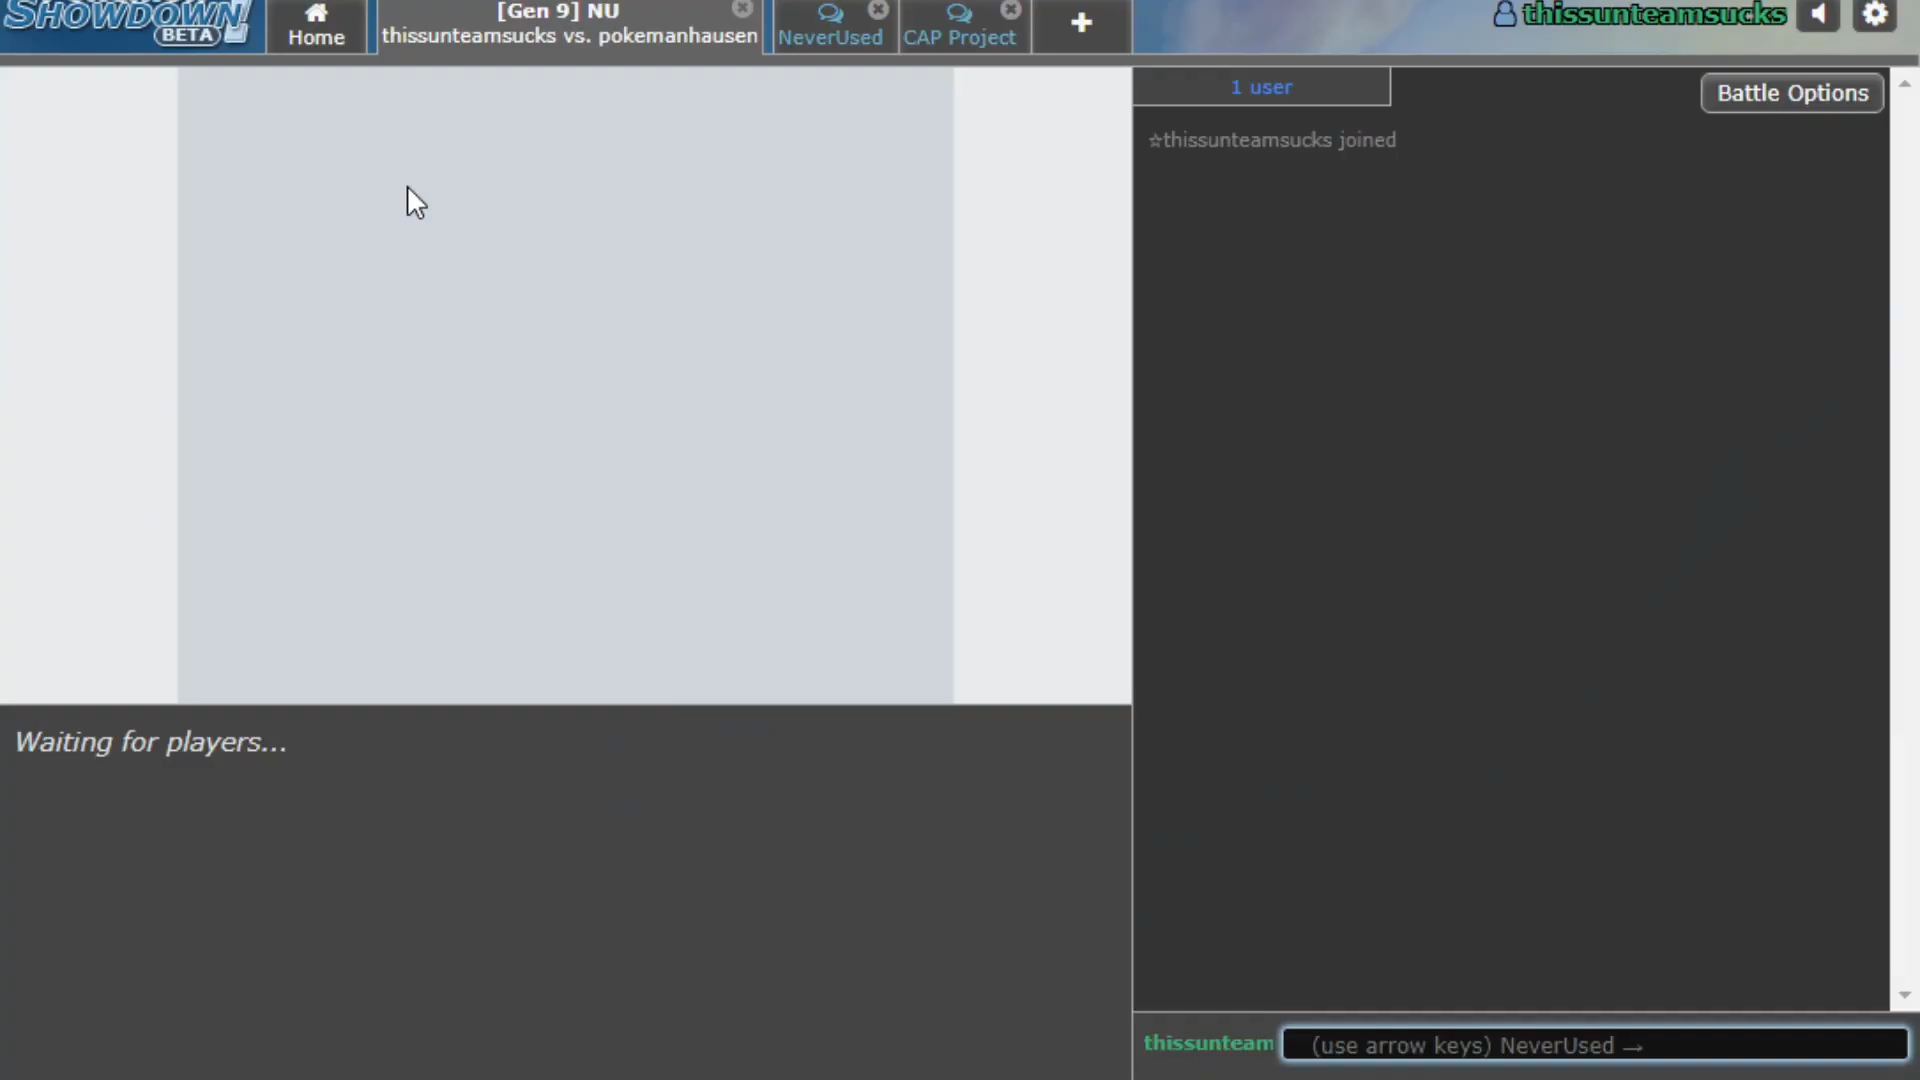 SHOWDOWN!
BETA
Home
[Gen 9] NU
thissunteamsucks vs. pokemanhausen
NeverUsed
CAP Project
thissunteamsucks
1 user
Battle Options
☆thissunteamsucks joined
Waiting for players...
thissunteam
(use arrow keys) NeverUsed →